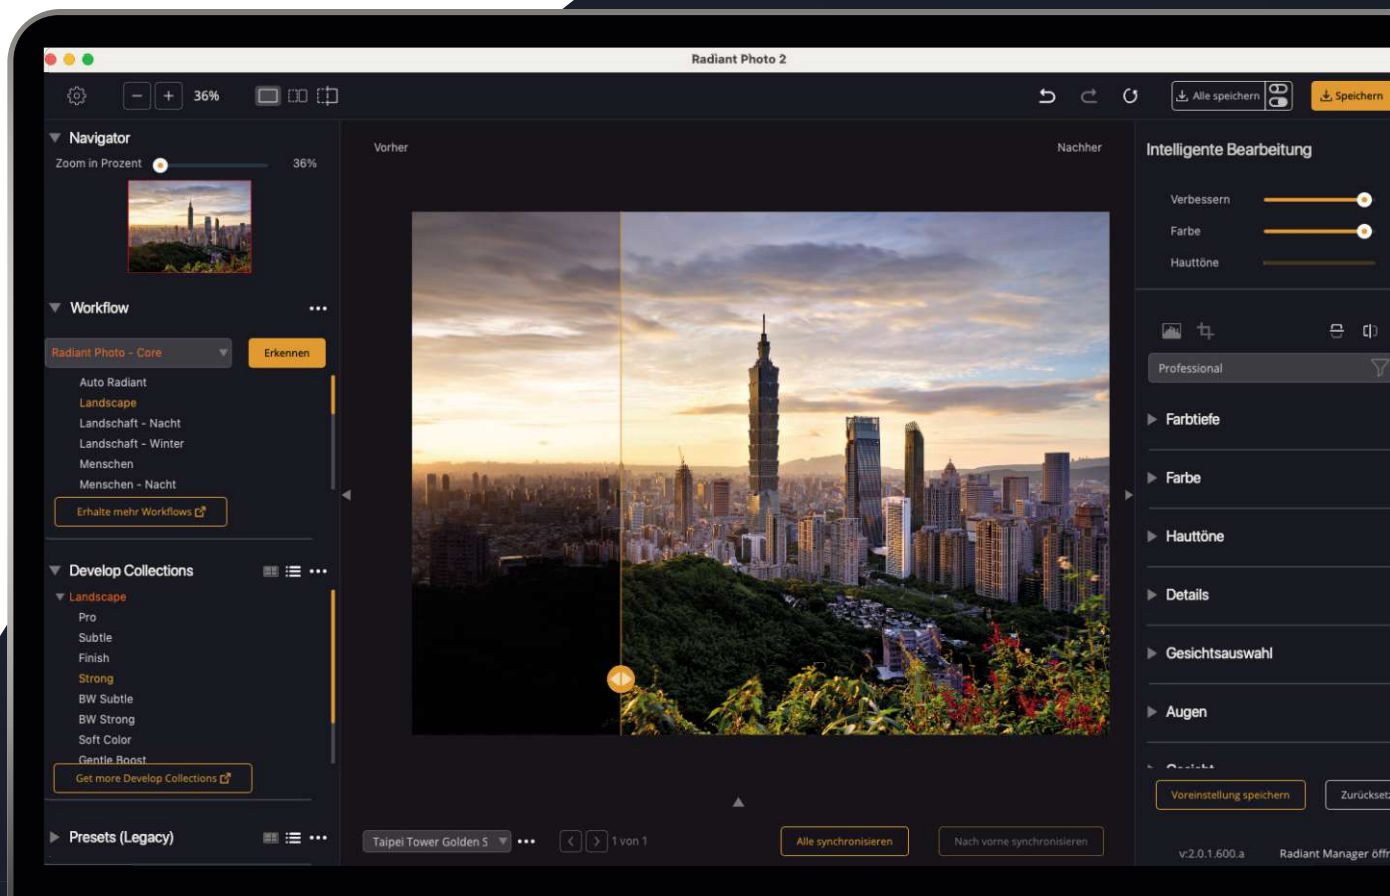 Radiant Photo 2
36%
Alle speichern
Speichern
Navigator
Zoom in Prozent
36%
Workflow
Radiant Photo - Core
Erkennen
Auto Radiant
Landscape
Landschaft - Nacht
Landschaft - Winter
Menschen
Menschen - Nacht
Erhalte mehr Workflows
Develop Collections
Landscape
Pro
Subtle
Finish
Strong
BW Subtle
BW Strong
Soft Color
Gentle Boost
Get more Develop Collections
Presets (Legacy)
Vorher
Nachher
Taipei Tower Golden S
1 von 1
Alle synchronisieren
Nach vorne synchronisieren
Intelligente Bearbeitung
Verbessern
Farbe
Hauttöne
Professional
Farbtiefe
Farbe
Hauttöne
Details
Gesichtsauswahl
Augen
Voreinstellung speichern
Zurücksetz
v:2.0.1.600.a
Radiant Manager öffn